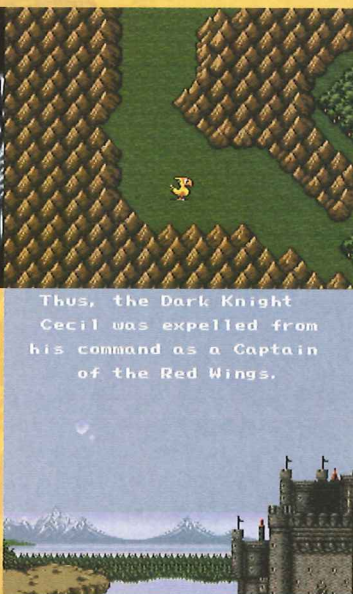 Thus, the Dark Knight
Cecil was expelled from
his command as a Captain
of the Red Wings.